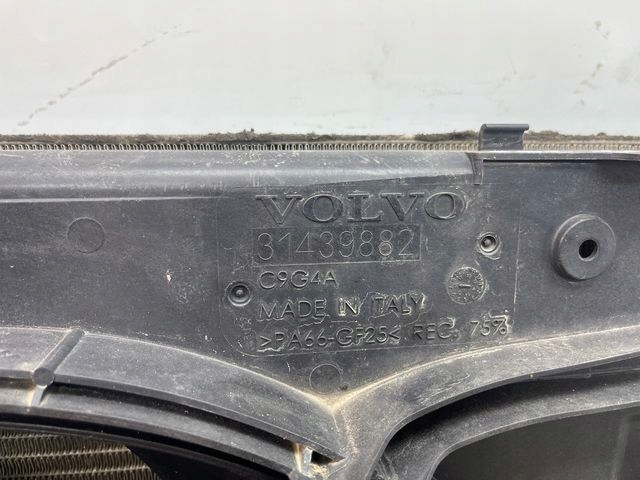 VOLVO
31439882
C9G4A
MADE IN ITALY
>PA66-GF25< REC. 75%